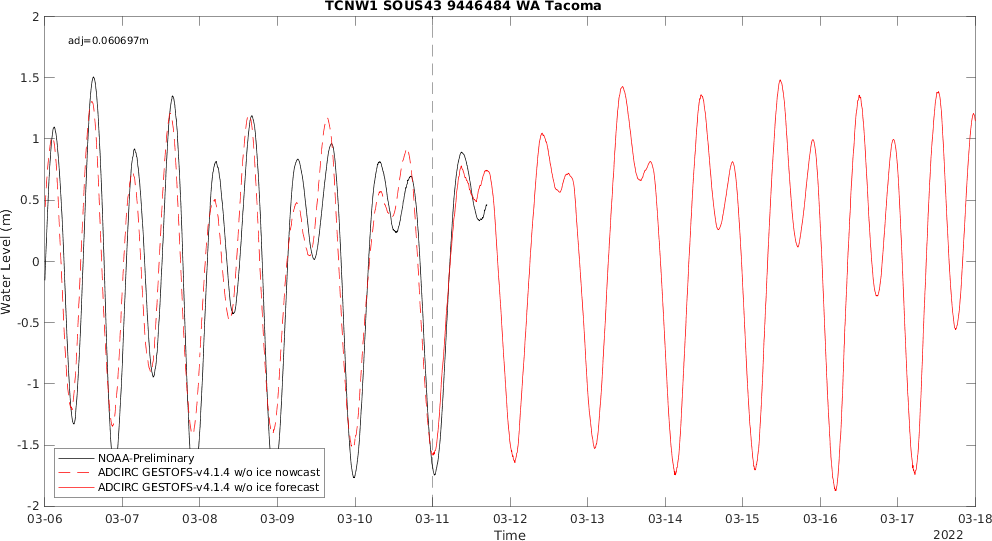 TCNW1 SOUS43 9446484 WA Tacoma
adj=0.060697m
2
1.5
1
0.5
0
-0.5
-1
-1.5
-2
Water Level (m)
NOAA-Preliminary
ADCIRC GESTOFS-v4.1.4 w/o ice nowcast
ADCIRC GESTOFS-v4.1.4 w/o ice forecast
03-06 03-07 03-08 03-09 03-10 03-11 03-12 03-13 03-14 03-15 03-16 03-17 03-18
Time
2022